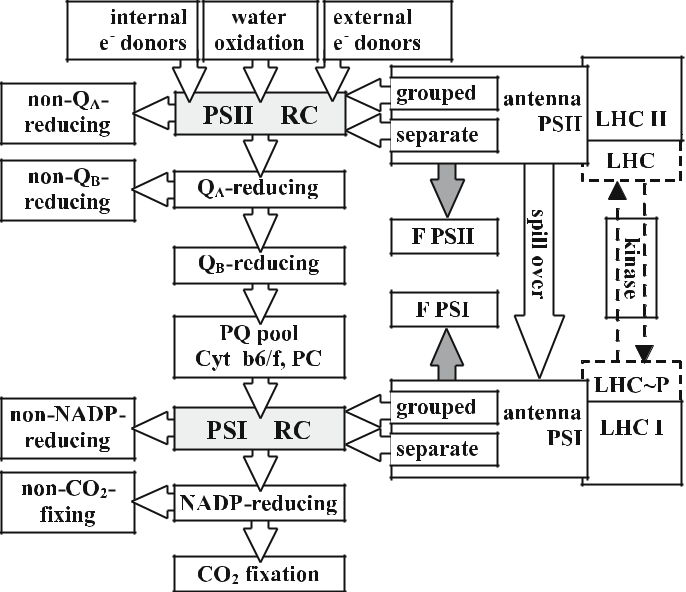 internal
e⁻ donors
water
oxidation
external
e⁻ donors
non-Q_A-
reducing
PSII RC
grouped
separate
antenna
PSII
LHC II
LHC
non-Q_B-
reducing
Q_A-reducing
F PSII
spill over
kinase
Q_B-reducing
F PSI
PQ pool
Cyt b6/f, PC
LHC~P
non-NADP-
reducing
PSI RC
grouped
separate
antenna
PSI
LHC I
non-CO₂-
fixing
NADP-reducing
CO₂ fixation